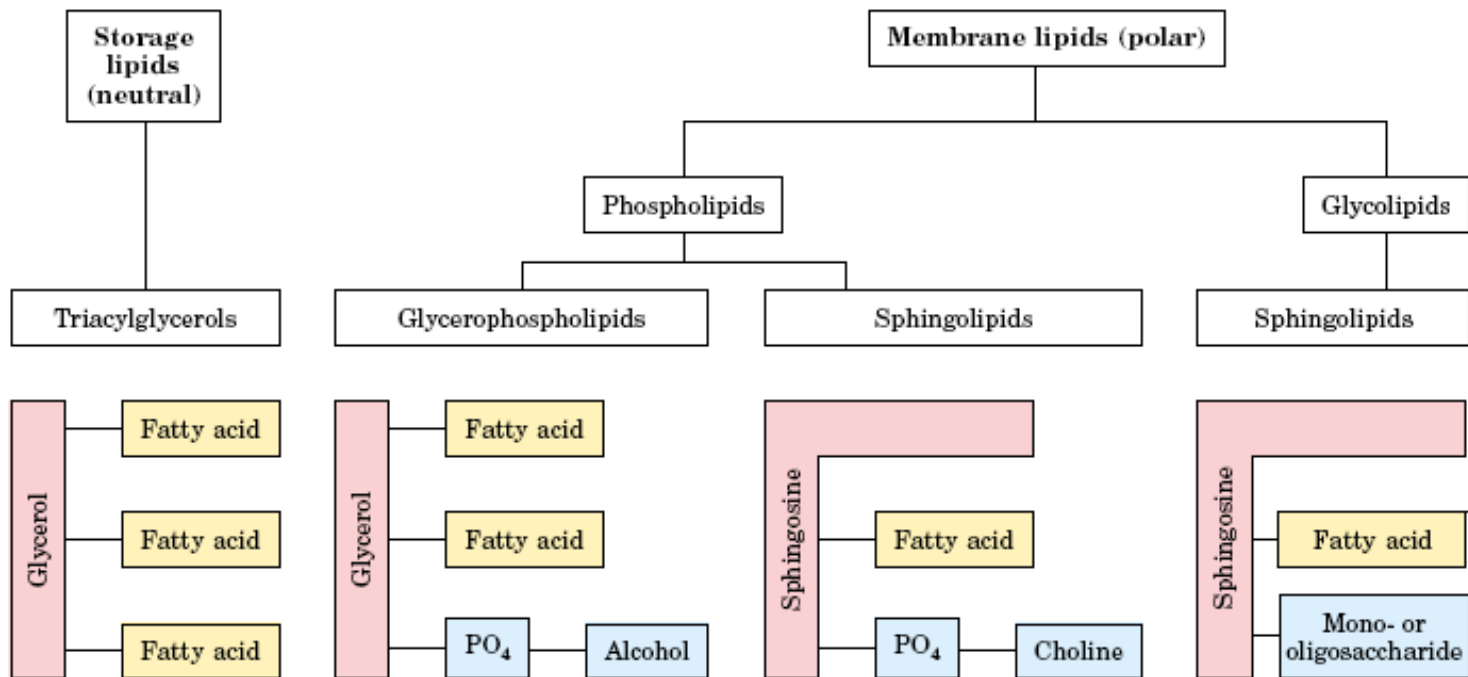 Storage
lipids
(neutral)
Membrane lipids (polar)
Phospholipids
Glycolipids
Triacylglycerols
Glycerophospholipids
Sphingolipids
Sphingolipids
Glycerol
Fatty acid
Fatty acid
Fatty acid
Glycerol
Fatty acid
Fatty acid
PO₄
Alcohol
Sphingosine
Fatty acid
PO₄
Choline
Sphingosine
Fatty acid
Mono- or
oligosaccharide